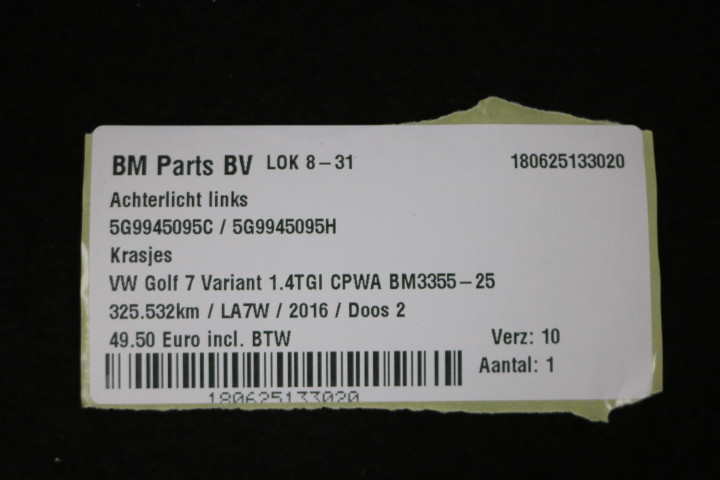 BM Parts BV LOK 8-31 180625133020
Achterlicht links
5G9945095C / 5G9945095H
Krasjes
VW Golf 7 Variant 1.4TGI CPWA BM3355-25
325.532km / LA7W / 2016 / Doos 2
49.50 Euro incl. BTW Verz: 10
Aantal: 1
180625133020